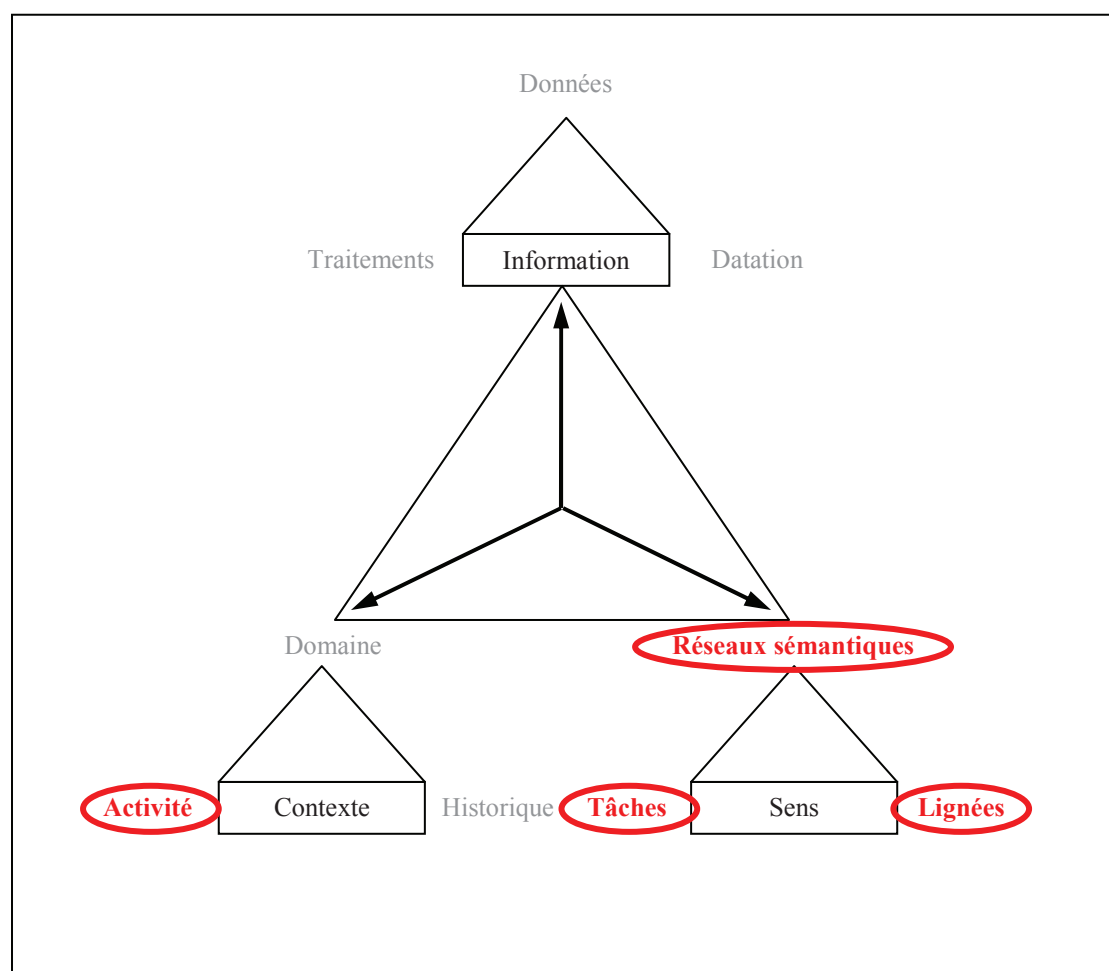 Données
Traitements
Information
Datation
Domaine
Réseaux sémantiques
Activité
Contexte
Historique
Tâches
Sens
Lignées